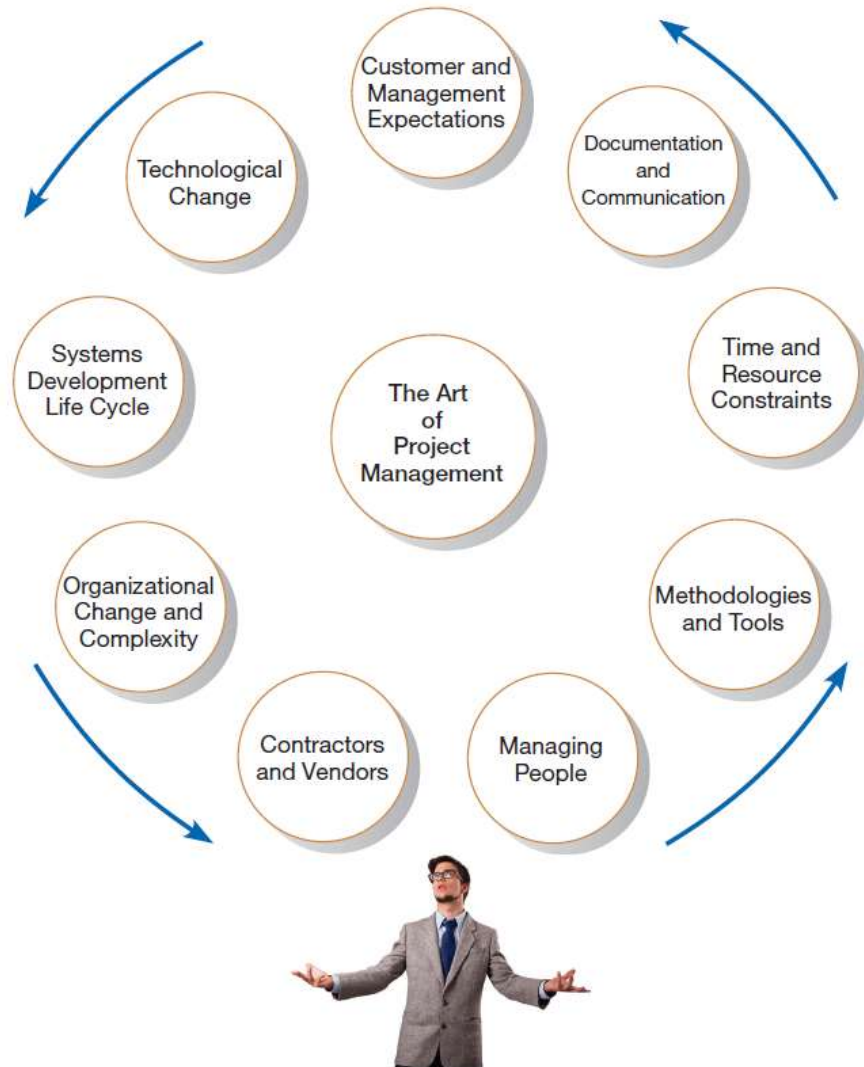 Customer and
Management
Expectations
Documentation
and
Communication
Technological
Change
Time and
Resource
Constraints
Systems
Development
Life Cycle
The Art
of
Project
Management
Organizational
Change and
Complexity
Methodologies
and Tools
Contractors
and Vendors
Managing
People